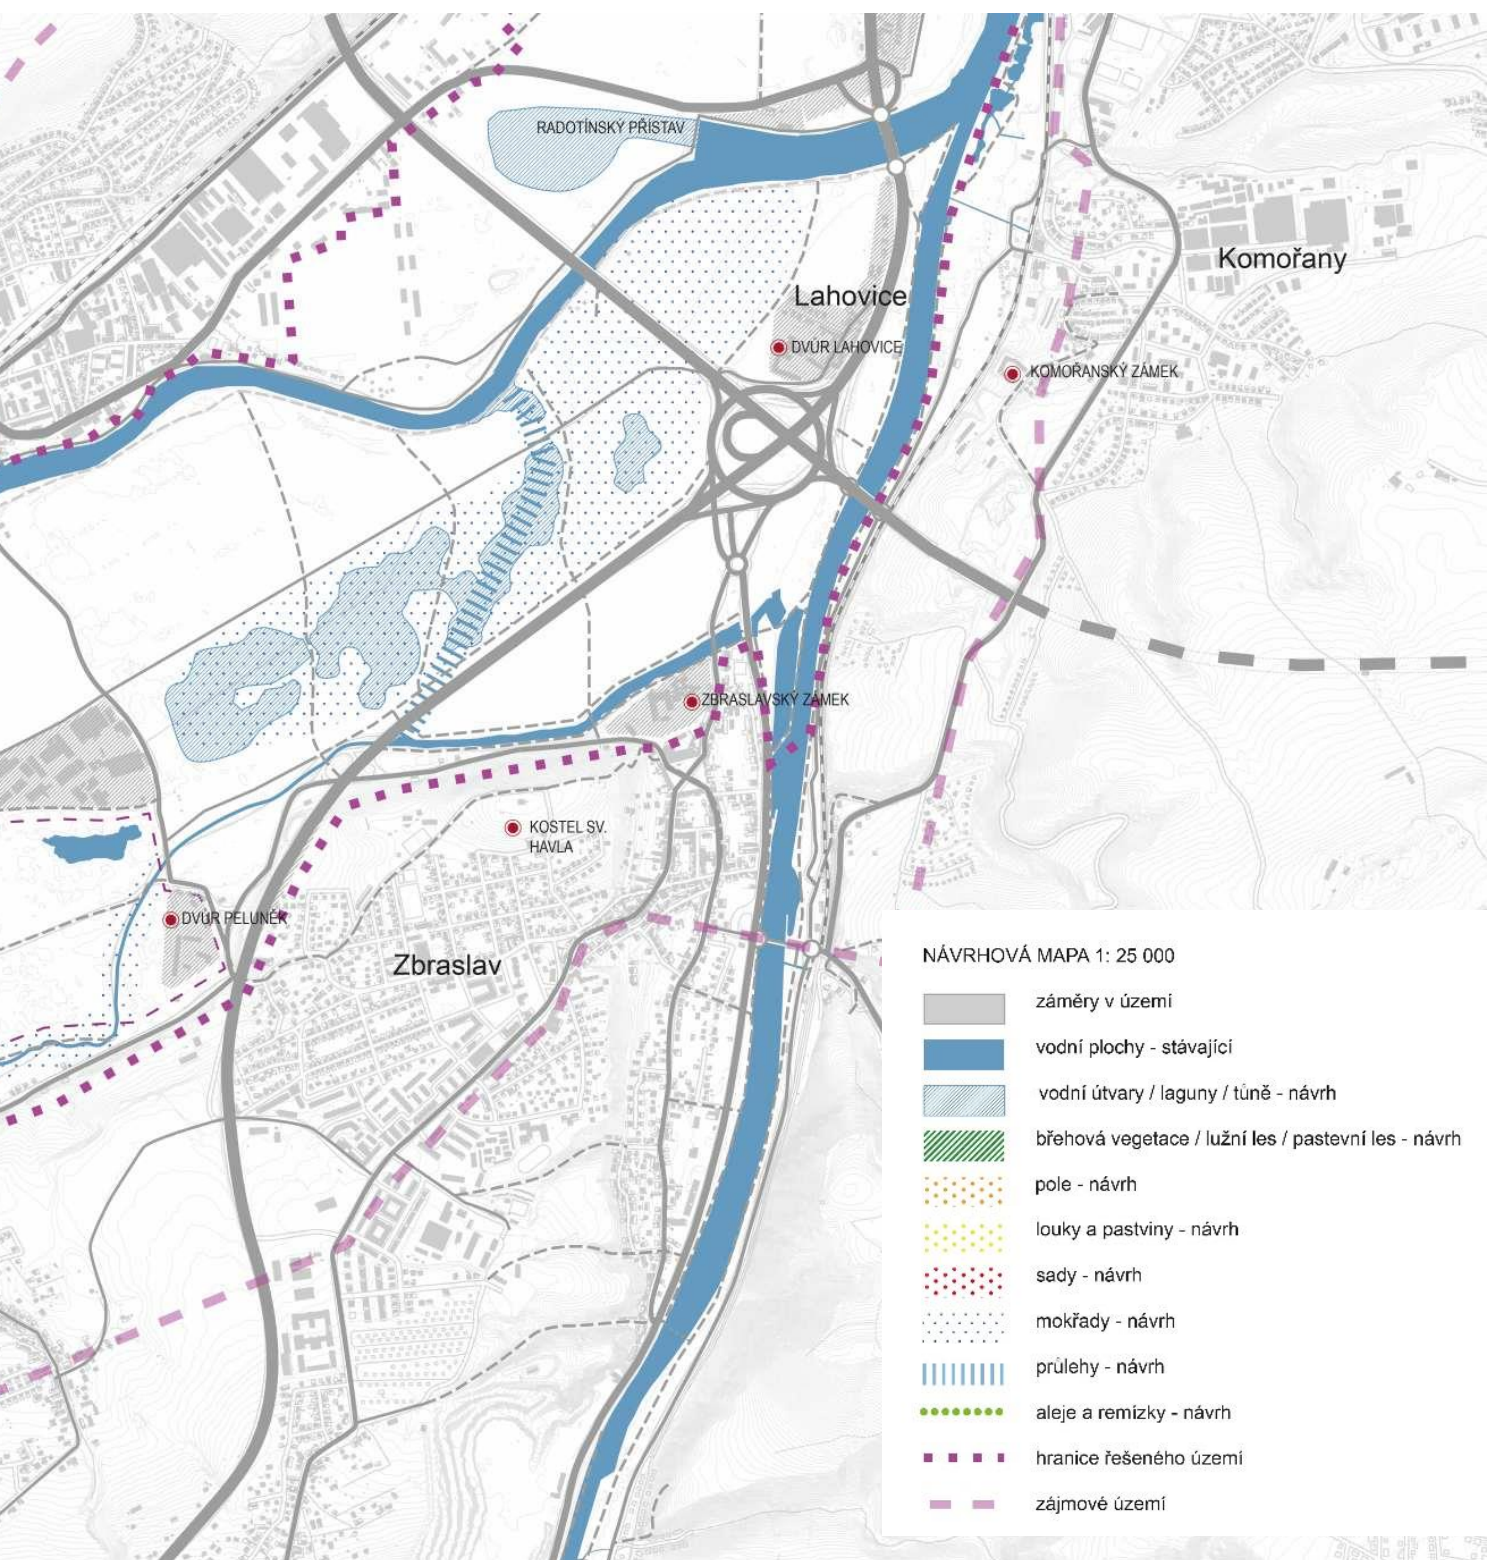 RADOTÍNSKÝ PŘÍSTAV
Komořany
Lahovice
DVŮR LAHOVICE
KOMOŘANSKÝ ZÁMEK
ZBRASLAVSKÝ ZÁMEK
KOSTEL SV.
HAVLA
DVŮR PELUNĚK
Zbraslav
NÁVRHOVÁ MAPA 1: 25 000
záměry v území
vodní plochy - stávající
vodní útvary / laguny / tůně - návrh
břehová vegetace / lužní les / pastevní les - návrh
pole - návrh
louky a pastviny - návrh
sady - návrh
mokřady - návrh
průlehy - návrh
aleje a remízky - návrh
hranice řešeného území
zájmové území